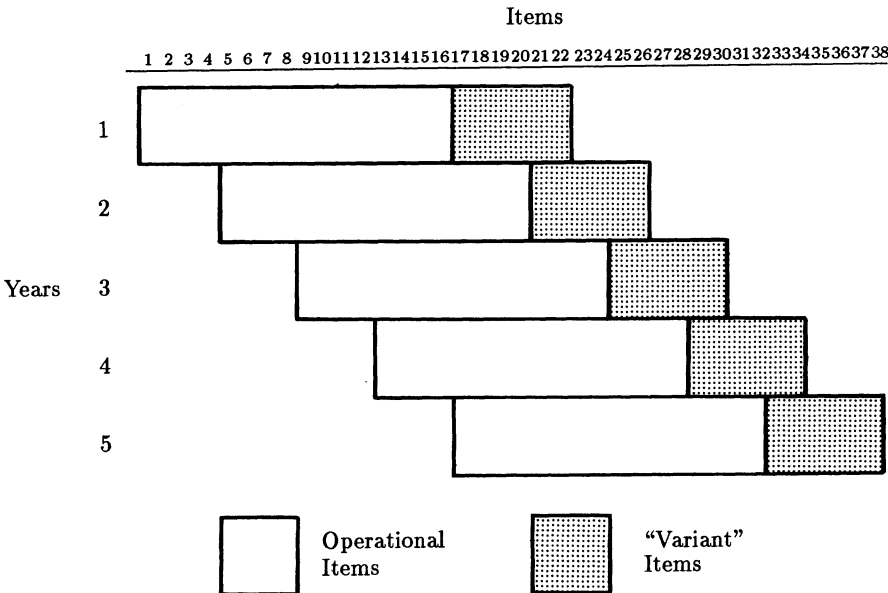 Items
1 2 3 4 5 6 7 8 9 10 11 12 13 14 15 16 17 18 19 20 21 22 23 24 25 26 27 28 29 30 31 32 33 34 35 36 37 38
1
2
Years 3
4
5
Operational
Items
“Variant”
Items